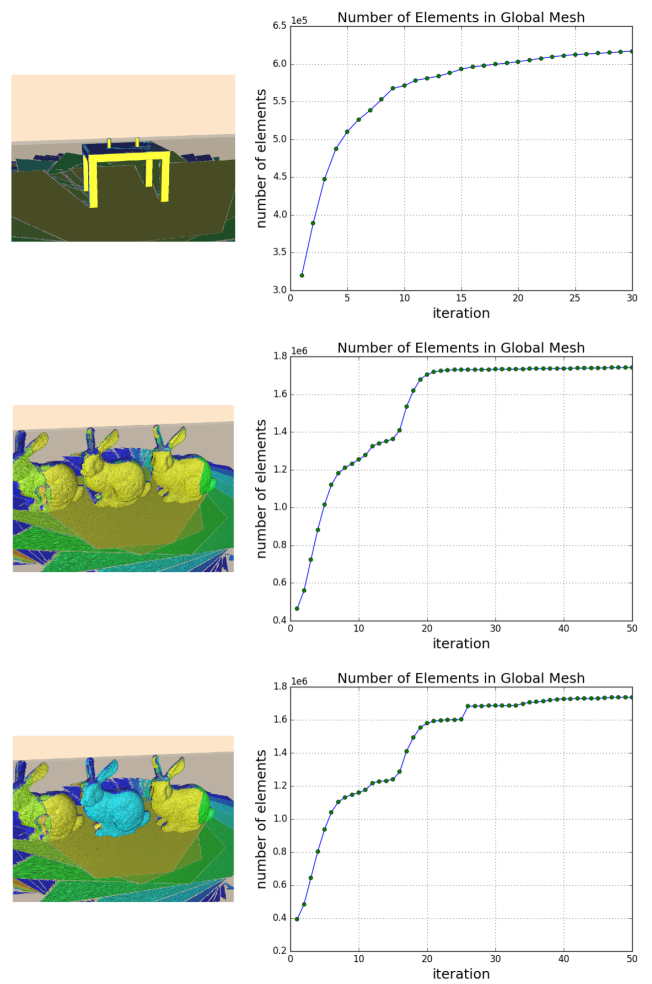 Number of Elements in Global Mesh
1e5
6.5
6.0
5.5
5.0
4.5
4.0
3.5
3.0
number of elements
0 5 10 15 20 25 30
iteration
Number of Elements in Global Mesh
1e6
1.8
1.6
1.4
1.2
1.0
0.8
0.6
0.4
number of elements
0 10 20 30 40 50
iteration
Number of Elements in Global Mesh
1e6
1.8
1.6
1.4
1.2
1.0
0.8
0.6
0.4
0.2
number of elements
0 10 20 30 40 50
iteration